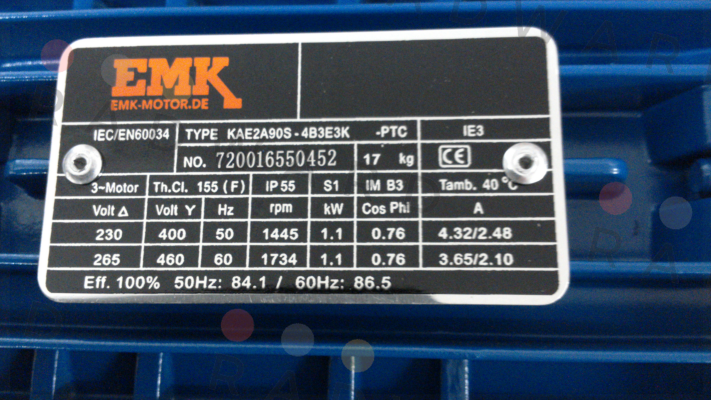 EMK
EMK-MOTOR.DE
IEC/EN60034 TYPE KAE2A90S-4B3E3K -PTC IE3
NO. 720016550452 17 kg CE
3~Motor Th.Cl. 155 (F) IP 55 S1 IM B3 Tamb. 40 °C
Volt Δ Volt Y Hz rpm kW Cos Phi A
230 400 50 1445 1.1 0.76 4.32/2.48
265 460 60 1734 1.1 0.76 3.65/2.10
Eff. 100% 50Hz: 84.1 / 60Hz: 86.5